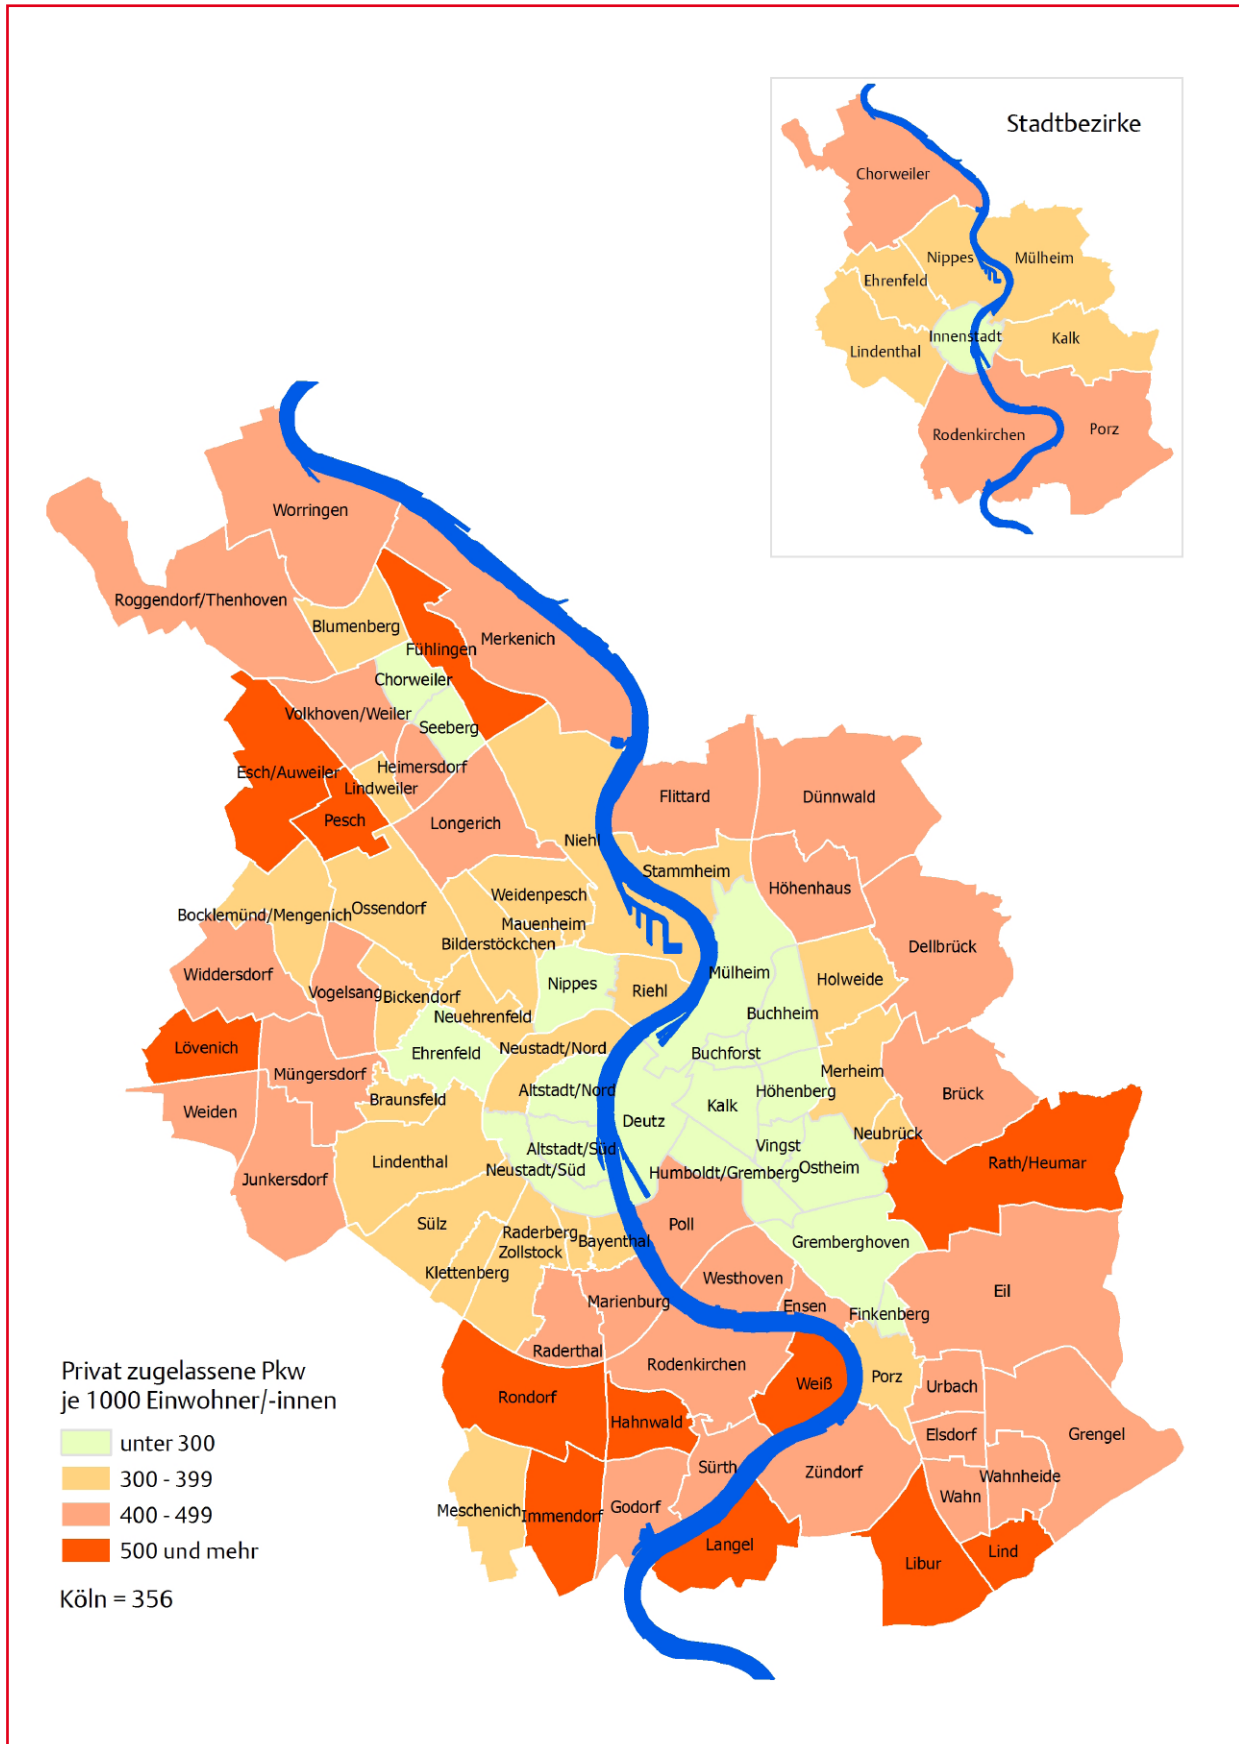 Stadtbezirke
Chorweiler
Nippes
Mülheim
Ehrenfeld
Innenstadt
Kalk
Lindenthal
Rodenkirchen
Porz
Worringen
Roggendorf/Thenhoven
Blumenberg
Fühlingen
Merkenich
Chorweiler
Volkhoven/Weiler
Seeberg
Esch/Auweiler
Heimersdorf
Lindweiler
Pesch
Longerich
Flittard
Dünnwald
Niehl
Stammheim
Höhenhaus
Weidenpesch
Ossendorf
Bocklemünd/Mengenich
Mauenheim
Bilderstöckchen
Dellbrück
Widdersdorf
Mülheim
Holweide
Nippes
Riehl
Vogelsang
Bickendorf
Buchheim
Neuehrenfeld
Lövenich
Ehrenfeld
Neustadt/Nord
Buchforst
Müngersdorf
Merheim
Altstadt/Nord
Höhenberg
Brück
Braunsfeld
Weiden
Kalk
Deutz
Neubrück
Vingst
Altstadt/Süd
Lindenthal
Neustadt/Süd
Humboldt/Gremberg
Ostheim
Rath/Heumar
Junkersdorf
Sülz
Poll
Raderberg
Zollstock
Bayenthal
Gremberghoven
Klettenberg
Westhoven
Eil
Marienburg
Ensen
Finkenberg
Raderthal
Rodenkirchen
Privat zugelassene Pkw
je 1000 Einwohner/-innen
Weiß
Porz
Urbach
Rondorf
Hahnwald
Elsdorf
Grengel
unter 300
Sürth
Zündorf
Wahnheide
300 - 399
Wahn
Meschenich
Immendorf
Godorf
400 - 499
Langel
Lind
500 und mehr
Libur
Köln = 356